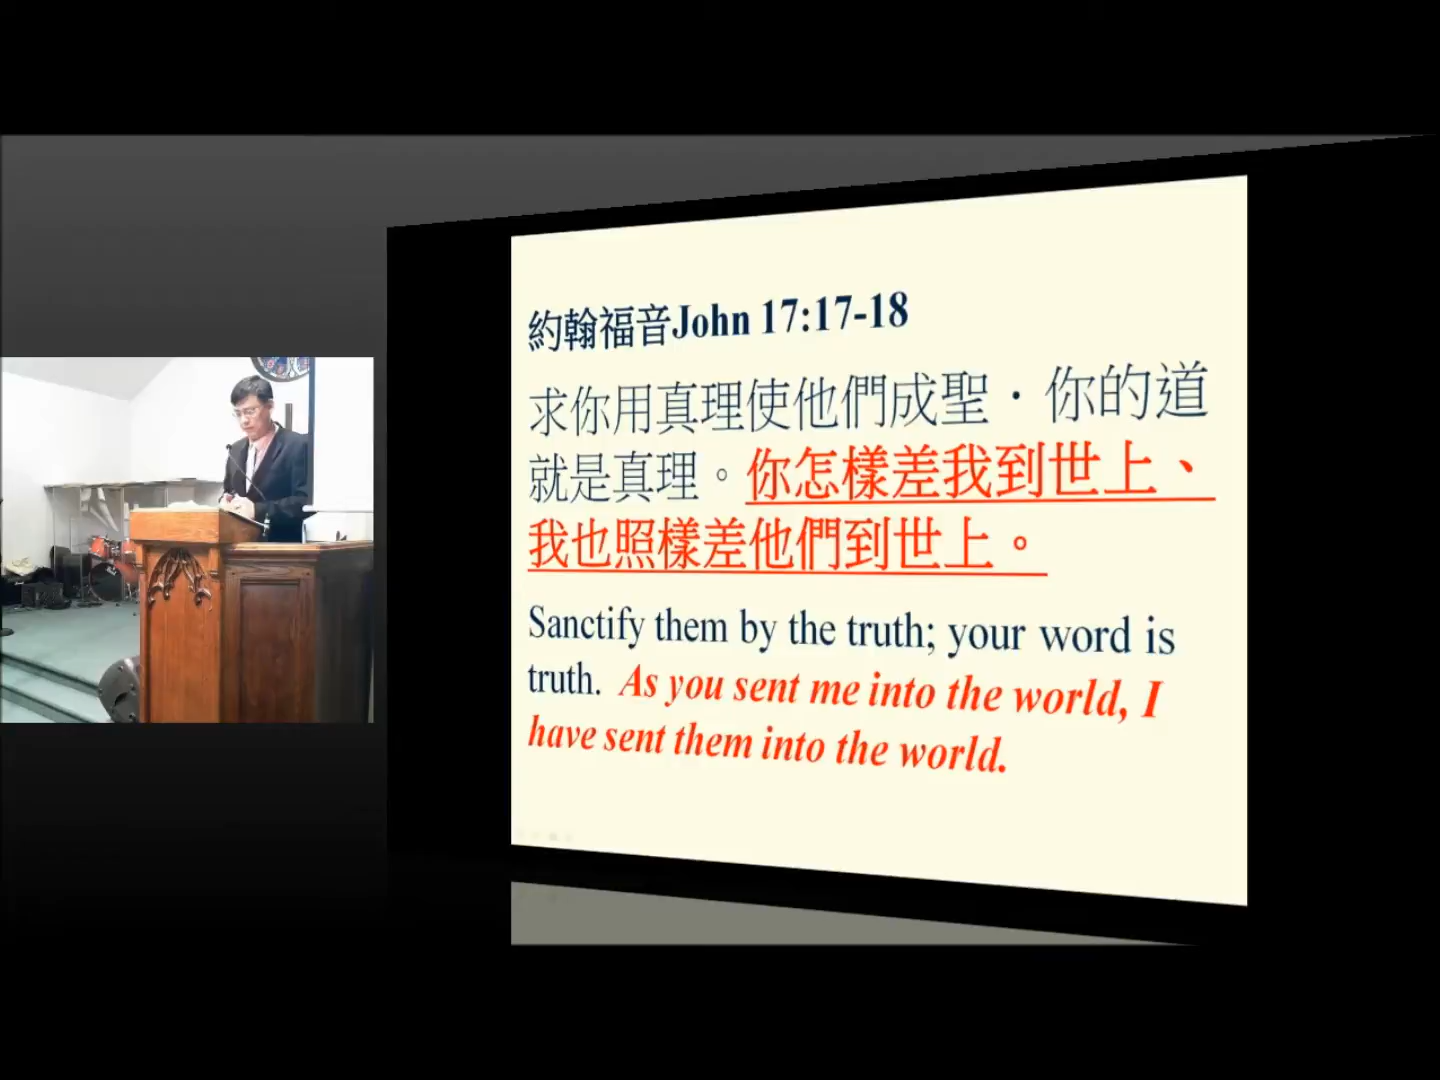 約翰福音John 17:17-18
求你用真理使他們成聖．你的道
就是真理。你怎樣差我到世上、
我也照樣差他們到世上。
Sanctify them by the truth; your word is
truth. As you sent me into the world, I
have sent them into the world.